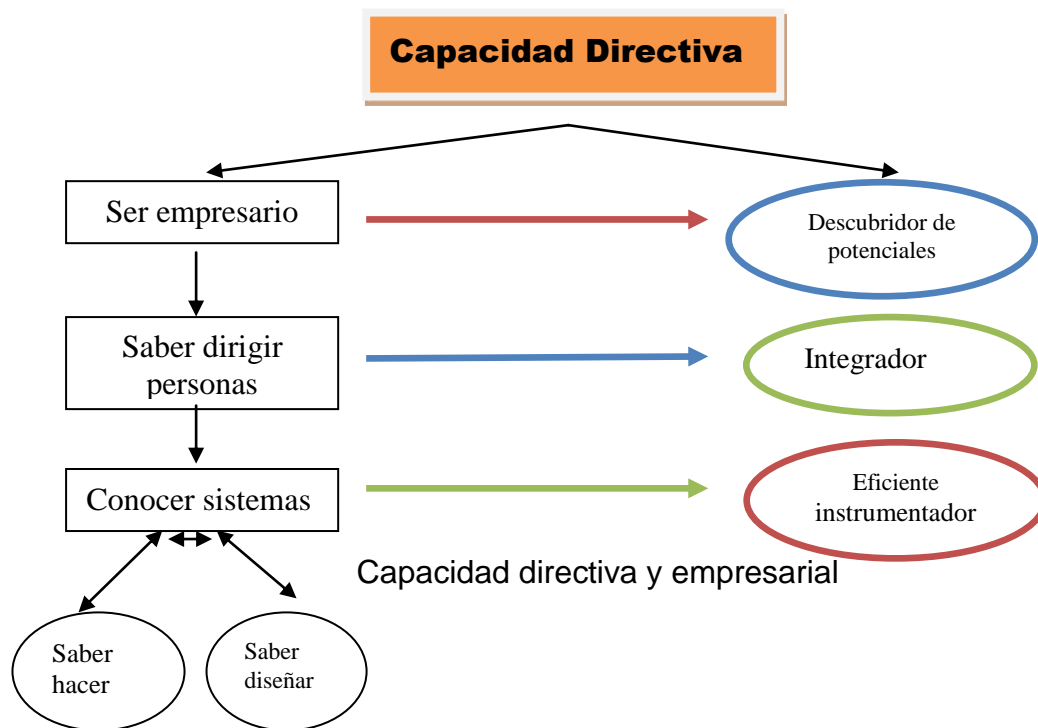 Capacidad Directiva
Ser empresario
Descubridor de
potenciales
Saber dirigir
personas
Integrador
Conocer sistemas
Eficiente
instrumentador
Capacidad directiva y empresarial
Saber
hacer
Saber
diseñar